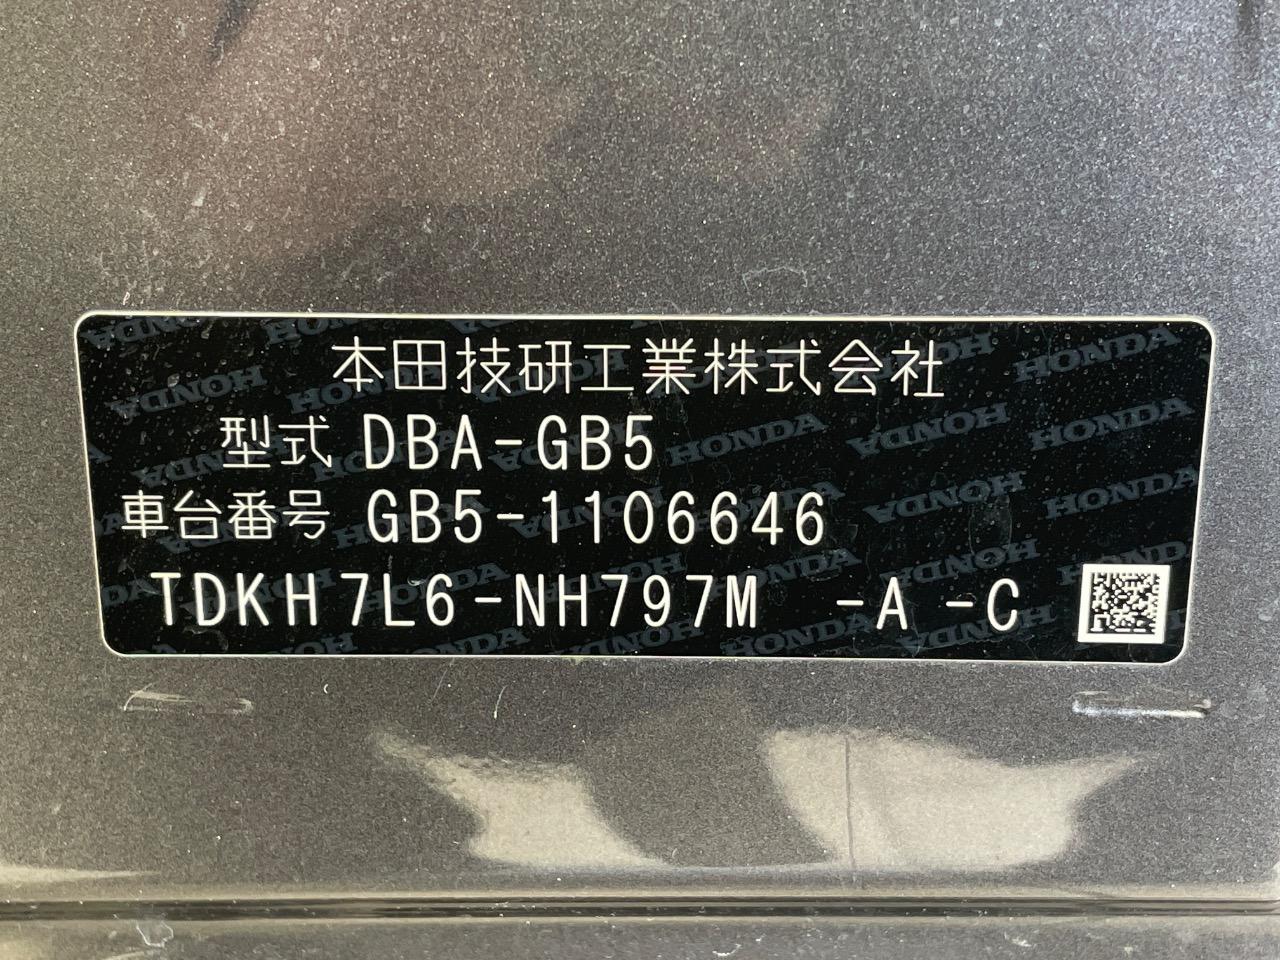 本田技研工業株式会社
型式 DBA-GB5
車台番号 GB5-1106646
TDKH7L6-NH797M -A -C